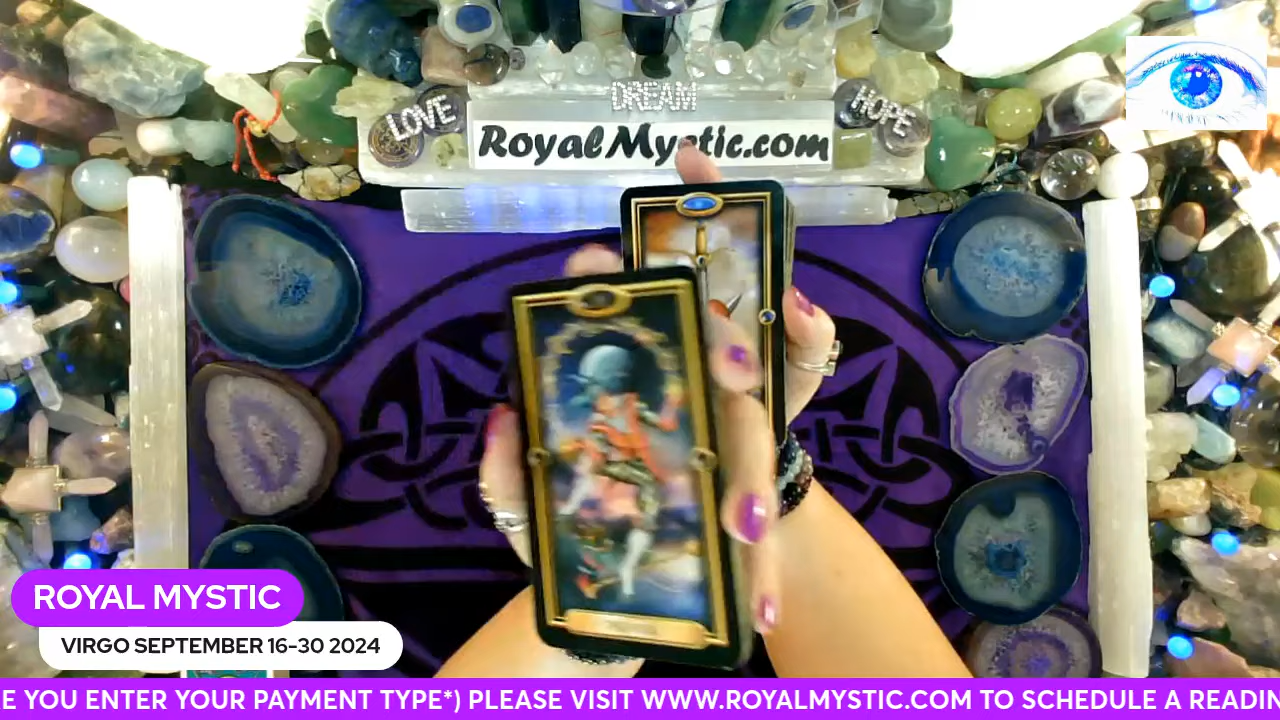 DREAM
LOVE
HOPE
RoyalMystic.com
ROYAL MYSTIC
VIRGO SEPTEMBER 16-30 2024
E YOU ENTER YOUR PAYMENT TYPE*) PLEASE VISIT WWW.ROYALMYSTIC.COM TO SCHEDULE A READIN